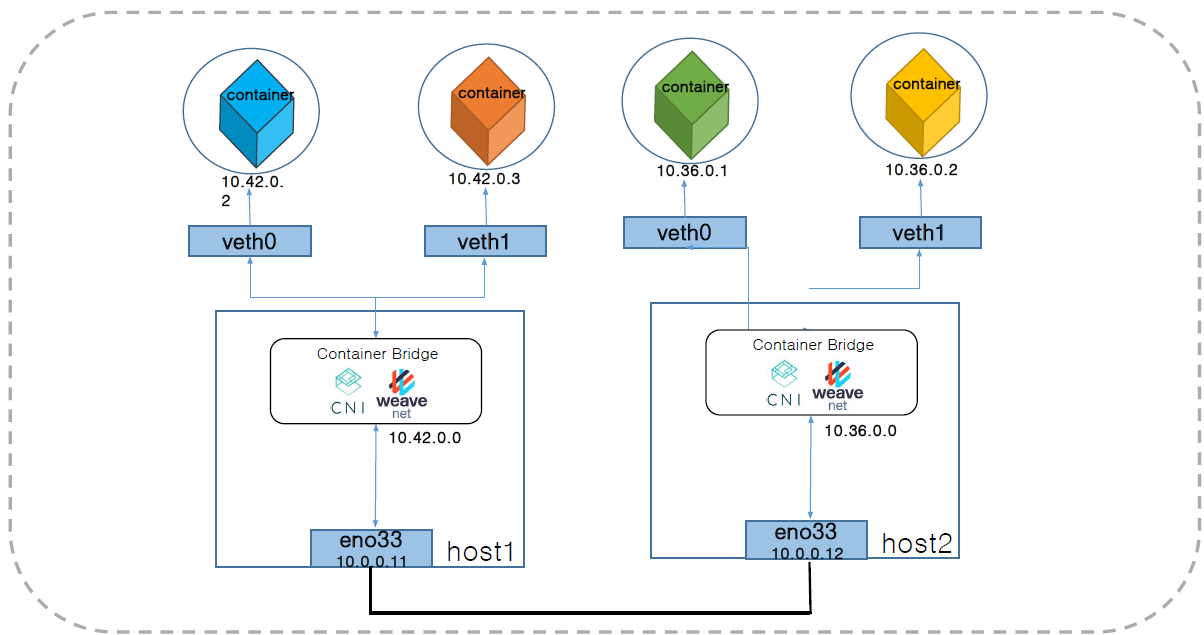 container
container
container
container
10.42.0.
2
10.42.0.3
10.36.0.1
10.36.0.2
veth0
veth1
veth0
veth1
Container Bridge
CNI
weave
net
10.42.0.0
Container Bridge
CNI
weave
net
10.36.0.0
eno33
10.0.0.11
host1
eno33
10.0.0.12
host2